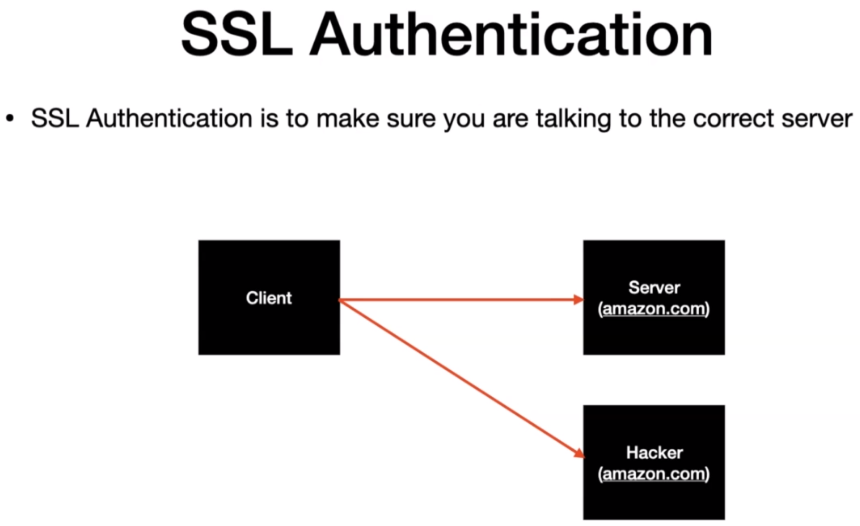 SSL Authentication
• SSL Authentication is to make sure you are talking to the correct server
Client
Server
(amazon.com)
Hacker
(amazon.com)